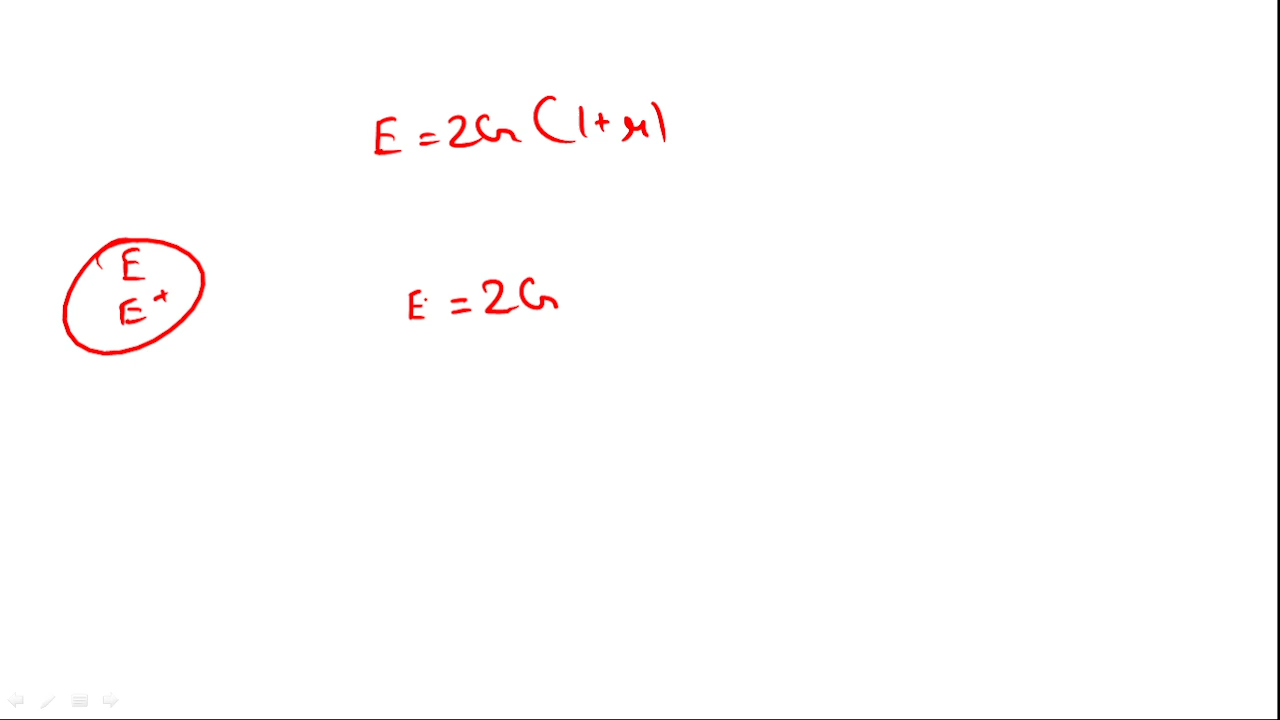 E = 2G (1+μ)
E
E*
E = 2G